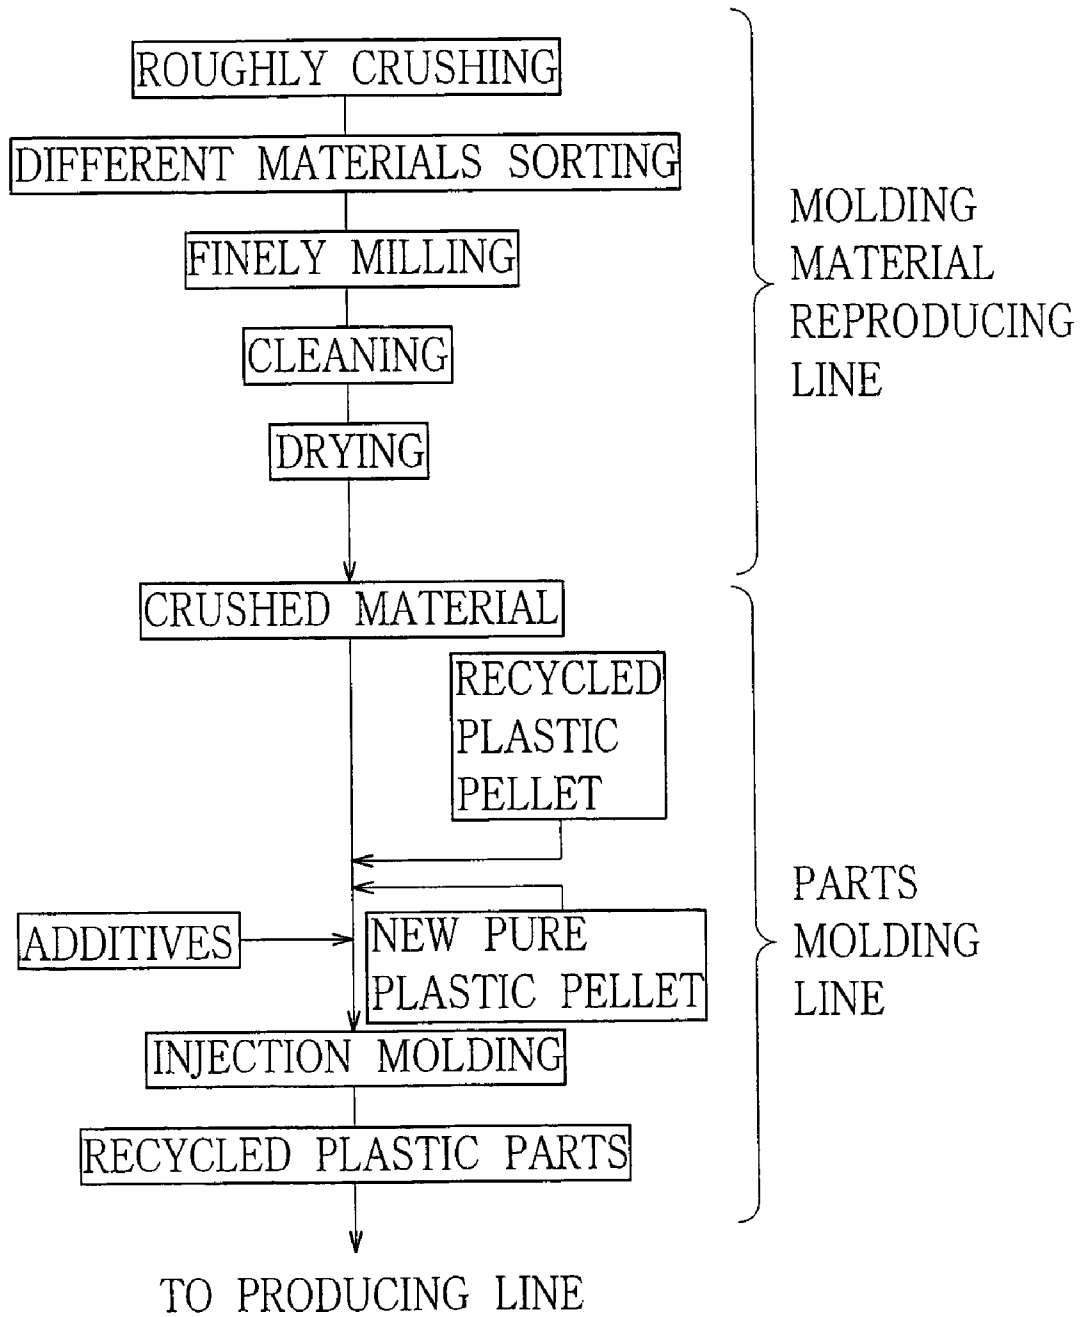 ROUGHLY CRUSHING
DIFFERENT MATERIALS SORTING
FINELY MILLING
CLEANING
DRYING
MOLDING
MATERIAL
REPRODUCING
LINE
CRUSHED MATERIAL
RECYCLED
PLASTIC
PELLET
ADDITIVES
NEW PURE
PLASTIC PELLET
INJECTION MOLDING
RECYCLED PLASTIC PARTS
PARTS
MOLDING
LINE
TO PRODUCING LINE